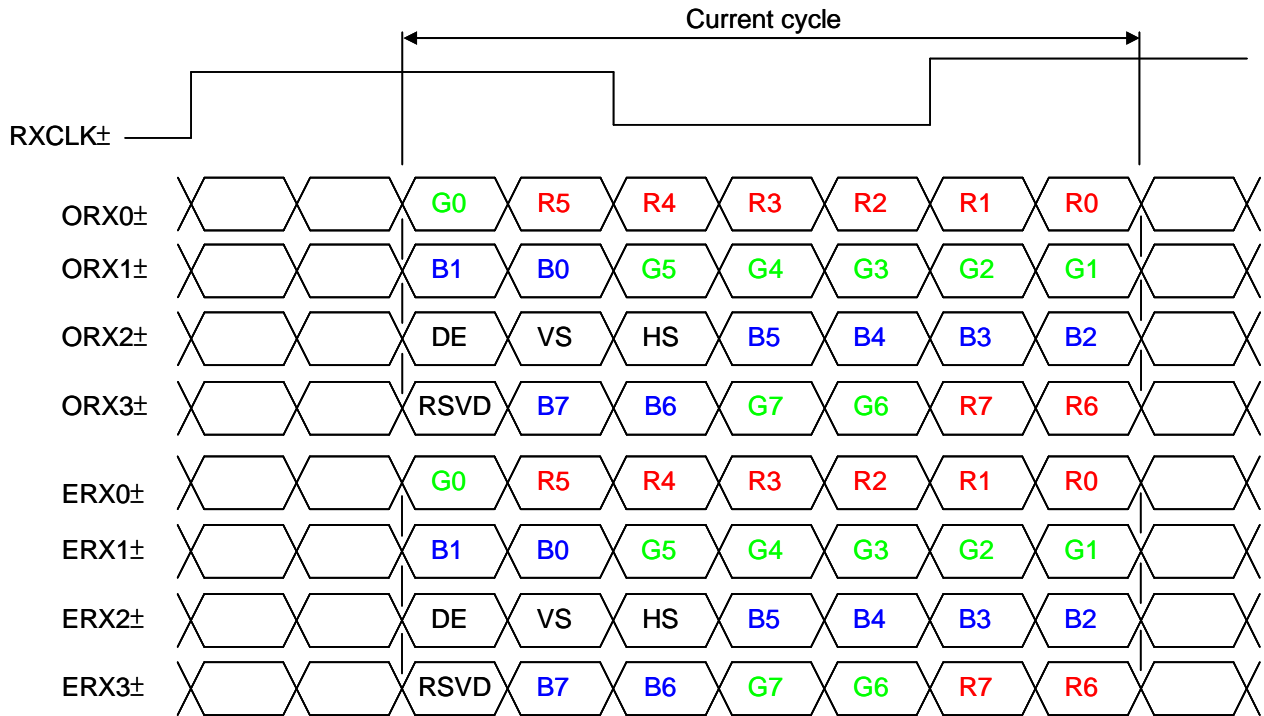 Current cycle
RXCLK±
ORX0± G0 R5 R4 R3 R2 R1 R0
ORX1± B1 B0 G5 G4 G3 G2 G1
ORX2± DE VS HS B5 B4 B3 B2
ORX3± RSVD B7 B6 G7 G6 R7 R6
ERX0± G0 R5 R4 R3 R2 R1 R0
ERX1± B1 B0 G5 G4 G3 G2 G1
ERX2± DE VS HS B5 B4 B3 B2
ERX3± RSVD B7 B6 G7 G6 R7 R6